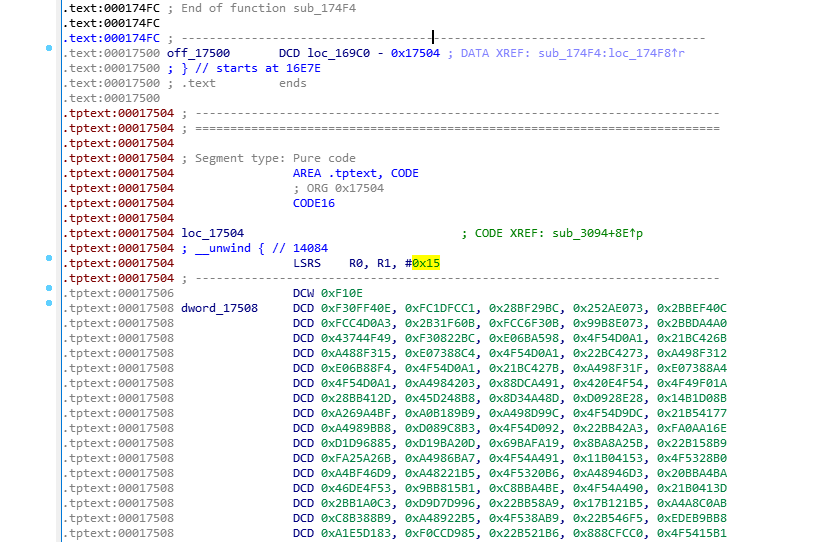 .text:000174FC ; End of function sub_174F4
.text:000174FC
.text:000174FC ; ---------------------------------------------------------------------------
.text:00017500 off_17500 DCD loc_169C0 - 0x17504 ; DATA XREF: sub_174F4:loc_174F8↑r
.text:00017500 ; } // starts at 16E7E
.text:00017500 ; .text ends
.text:00017500
.tptext:00017504 ; ---------------------------------------------------------------------------
.tptext:00017504 ; ===========================================================================
.tptext:00017504
.tptext:00017504 ; Segment type: Pure code
.tptext:00017504 AREA .tptext, CODE
.tptext:00017504 ; ORG 0x17504
.tptext:00017504 CODE16
.tptext:00017504
.tptext:00017504 loc_17504 ; CODE XREF: sub_3094+8E↑p
.tptext:00017504 ; __unwind { // 14084
.tptext:00017504 LSRS R0, R1, #0x15
.tptext:00017504 ; ---------------------------------------------------------------------------
.tptext:00017506 DCW 0xF10E
.tptext:00017508 dword_17508 DCD 0xF30FF40E, 0xFC1DFCC1, 0x28BF29BC, 0x252AE073, 0x2BBEF40C
.tptext:00017508 DCD 0xFCC4D0A3, 0x2B31F60B, 0xFCC6F30B, 0x99B8E073, 0x2BBDA4A0
.tptext:00017508 DCD 0x43744F49, 0xF30822BC, 0xE06BA598, 0x4F54D0A1, 0x21BC426B
.tptext:00017508 DCD 0xA488F315, 0xE07388C4, 0x4F54D0A1, 0x22BC4273, 0xA498F312
.tptext:00017508 DCD 0xE06B88F4, 0x4F54D0A1, 0x21BC427B, 0xA498F31F, 0xE07388A4
.tptext:00017508 DCD 0x4F54D0A1, 0xA4984203, 0x88DCA491, 0x420E4F54, 0x4F49F01A
.tptext:00017508 DCD 0x28BB412D, 0x45D248B8, 0x8D34A48D, 0xD0928E28, 0x14B1D08B
.tptext:00017508 DCD 0xA269A4BF, 0xA0B189B9, 0xA498D99C, 0x4F54D9DC, 0x21B54177
.tptext:00017508 DCD 0xA4989BB8, 0xD089C8B3, 0x4F54D092, 0x22BB42A3, 0xFA0AA16E
.tptext:00017508 DCD 0xD1D96885, 0xD19BA20D, 0x69BAFA19, 0x8BA8A25B, 0x22B158B9
.tptext:00017508 DCD 0xFA25A26B, 0xA4986BA7, 0x4F54A491, 0x11B04153, 0x4F5328B0
.tptext:00017508 DCD 0xA4BF46D9, 0xA48221B5, 0x4F5320B6, 0xA48946D3, 0x20BBA4BA
.tptext:00017508 DCD 0x46DE4F53, 0x9BB815B1, 0xC8BBA4BE, 0x4F54A490, 0x21B0413D
.tptext:00017508 DCD 0x2BB1A0C3, 0xD9D7D996, 0x22BB58A9, 0x17B121B5, 0xA4A8C0AB
.tptext:00017508 DCD 0xC8B388B9, 0xA48922B5, 0x4F538AB9, 0x22B546F5, 0xEDEB9BB8
.tptext:00017508 DCD 0xA1E5D183, 0xF0CCD985, 0x22B521B6, 0x888CFCC0, 0x4F5415B1